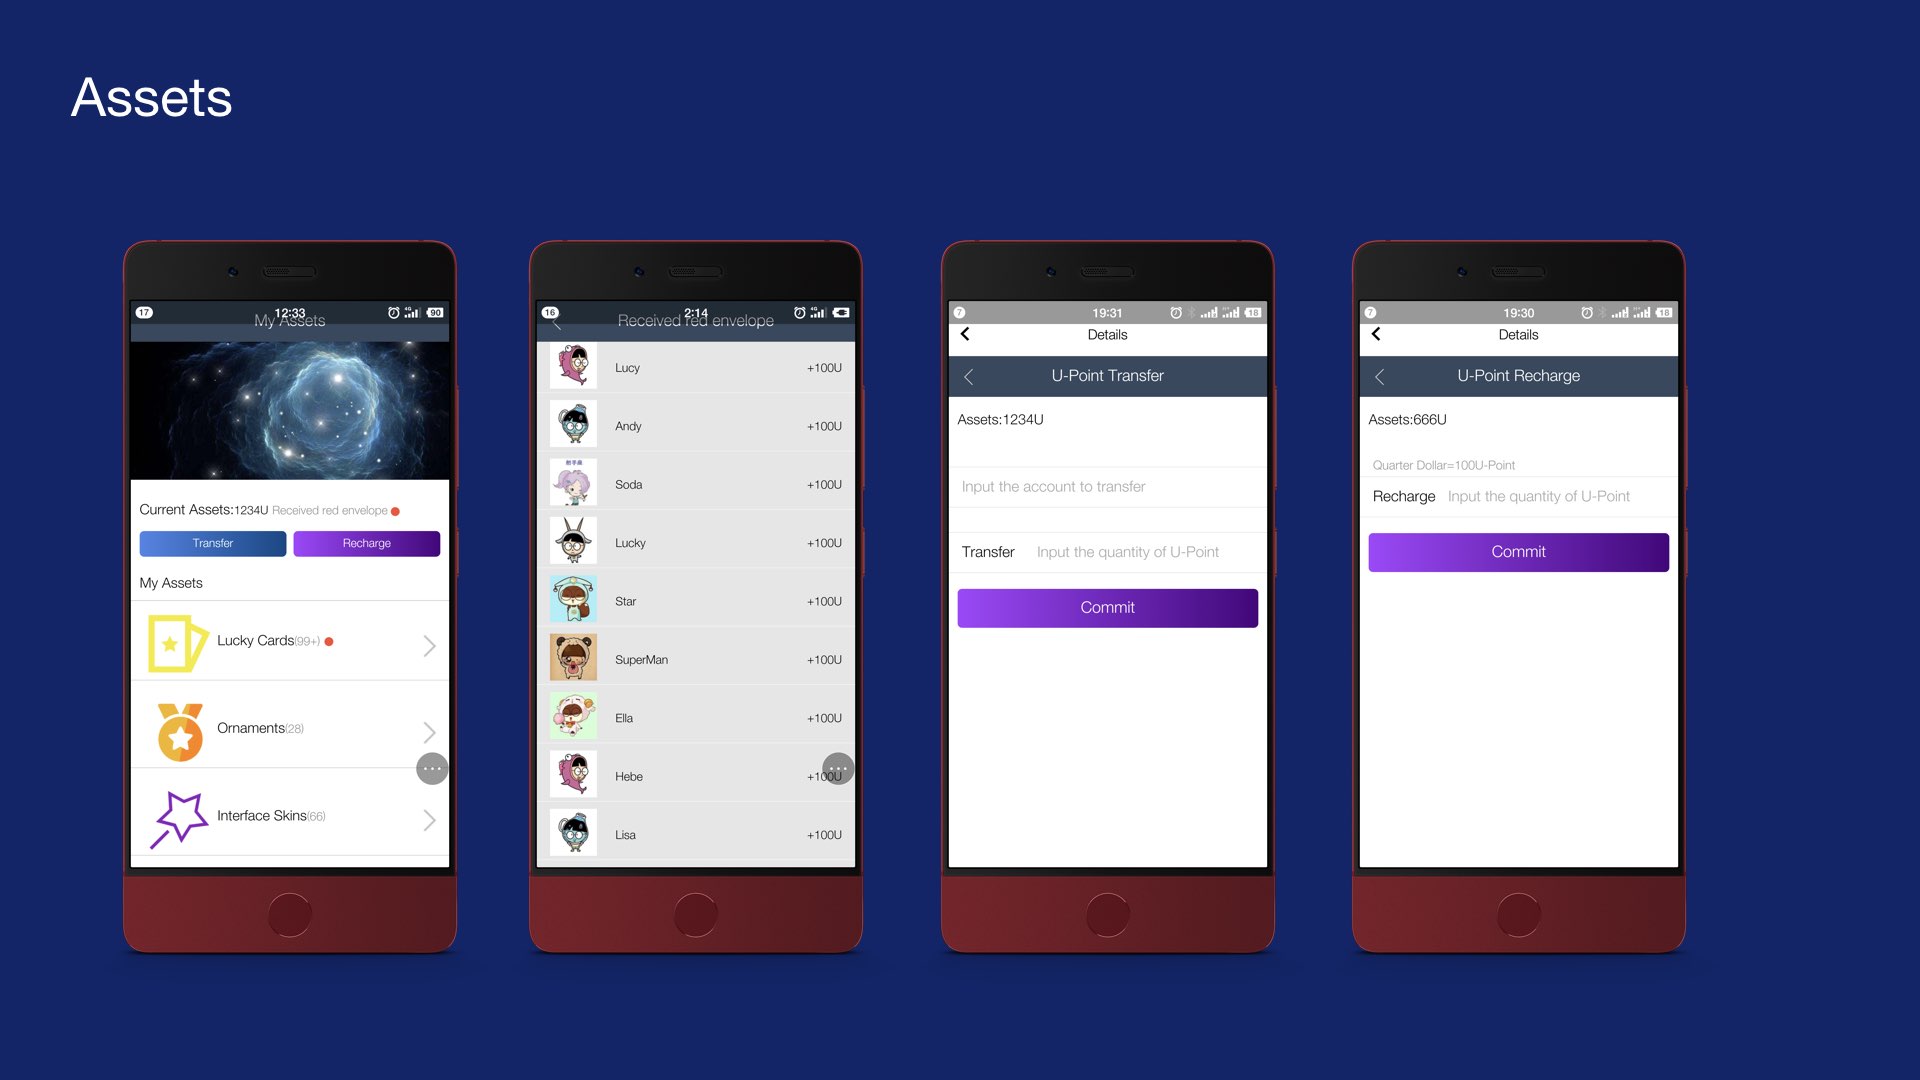 Assets
17
12:33
4G
90
My Assets
Current Assets:1234U Received red envelope
Transfer
Recharge
My Assets
Lucky Cards(99+)
Ornaments(28)
Interface Skins(66)
16
2:14
4G
Received red envelope
Lucy +100U
Andy +100U
Soda +100U
Lucky +100U
Star +100U
SuperMan +100U
Ella +100U
Hebe +100U
Lisa +100U
7
19:31
18
Details
U-Point Transfer
Assets:1234U
Input the account to transfer
Transfer Input the quantity of U-Point
Commit
7
19:30
18
Details
U-Point Recharge
Assets:666U
Quarter Dollar=100U-Point
Recharge Input the quantity of U-Point
Commit